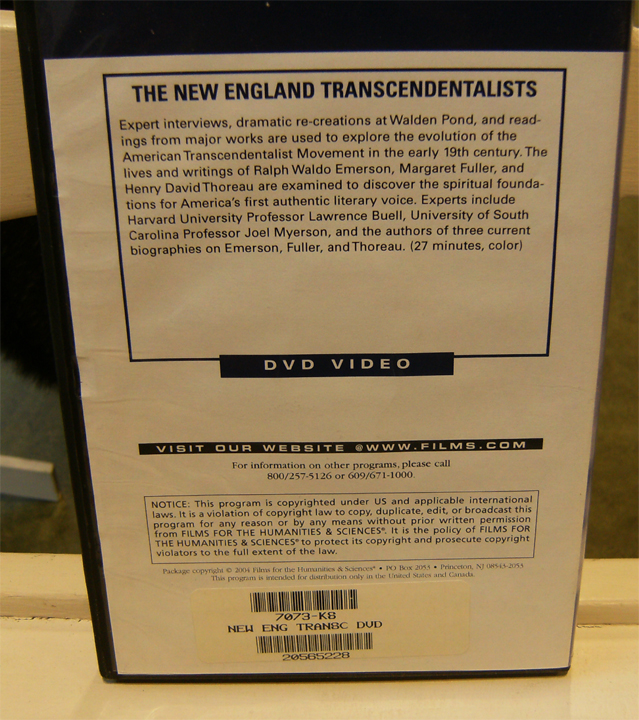 THE NEW ENGLAND TRANSCENDENTALISTS
Expert interviews, dramatic re-creations at Walden Pond, and read-
ings from major works are used to explore the evolution of the
American Transcendentalist Movement in the early 19th century. The
lives and writings of Ralph Waldo Emerson, Margaret Fuller, and
Henry David Thoreau are examined to discover the spiritual founda-
tions for America's first authentic literary voice. Experts include
Harvard University Professor Lawrence Buell, University of South
Carolina Professor Joel Myerson, and the authors of three current
biographies on Emerson, Fuller, and Thoreau. (27 minutes, color)
DVD VIDEO
VISIT OUR WEBSITE @WWW.FILMS.COM
For information on other programs, please call
800/257-5126 or 609/671-1000.
NOTICE: This program is copyrighted under US and applicable international
laws. It is a violation of copyright law to copy, duplicate, edit, or broadcast this
program for any reason or by any means without prior written permission
from FILMS FOR THE HUMANITIES & SCIENCES®. It is the policy of FILMS FOR
THE HUMANITIES & SCIENCES® to protect its copyright and prosecute copyright
violators to the full extent of the law.
Package copyright © 2004 Films for the Humanities & Sciences® • PO Box 2053 • Princeton, NJ 08543-2053
This program is intended for distribution only in the United States and Canada.
7073-K8
NEW ENG TRANSC DVD
20565228